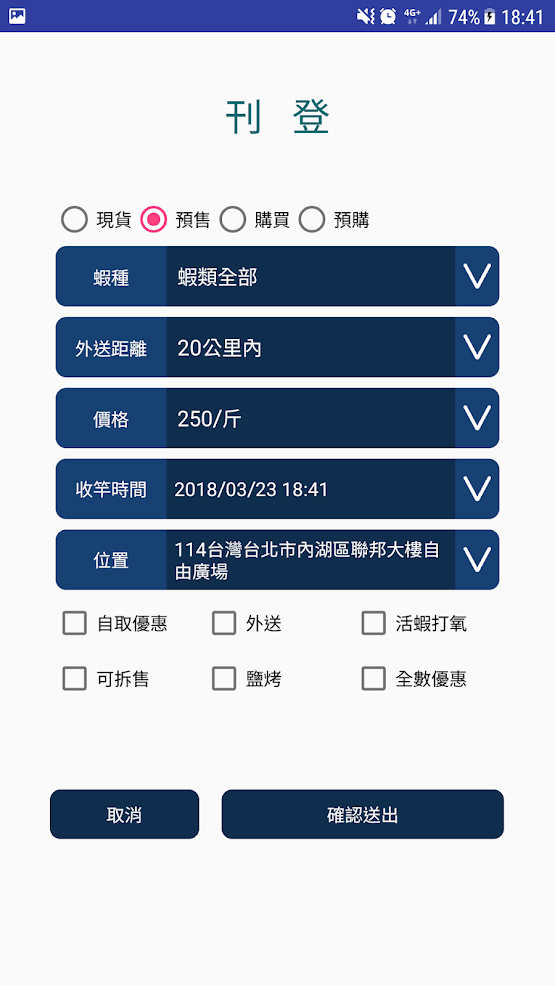 4G+ 74% 18:41
刊 登
現貨 預售 購買 預購
蝦種 蝦類全部
外送距離 20公里內
價格 250/斤
收竿時間 2018/03/23 18:41
位置 114台灣台北市內湖區聯邦大樓自
由廣場
自取優惠 外送 活蝦打氧
可拆售 鹽烤 全數優惠
取消 確認送出